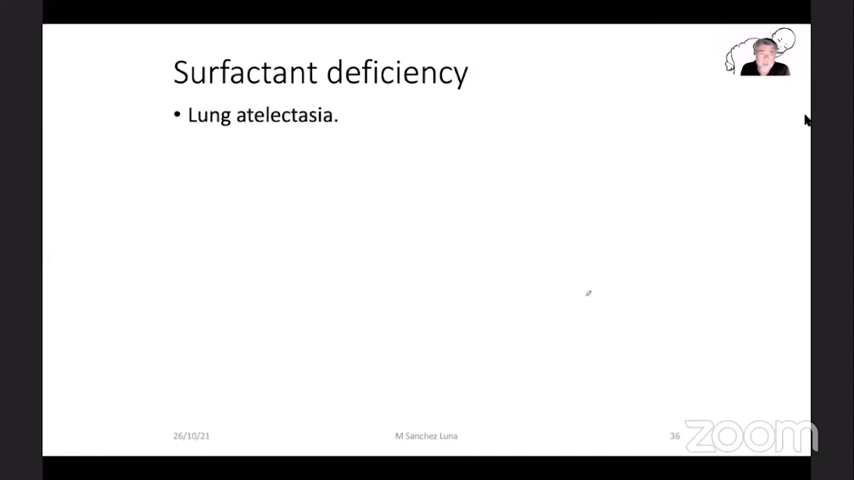 Surfactant deficiency
• Lung atelectasia.
26/10/21
M Sanchez Luna
36
zoom